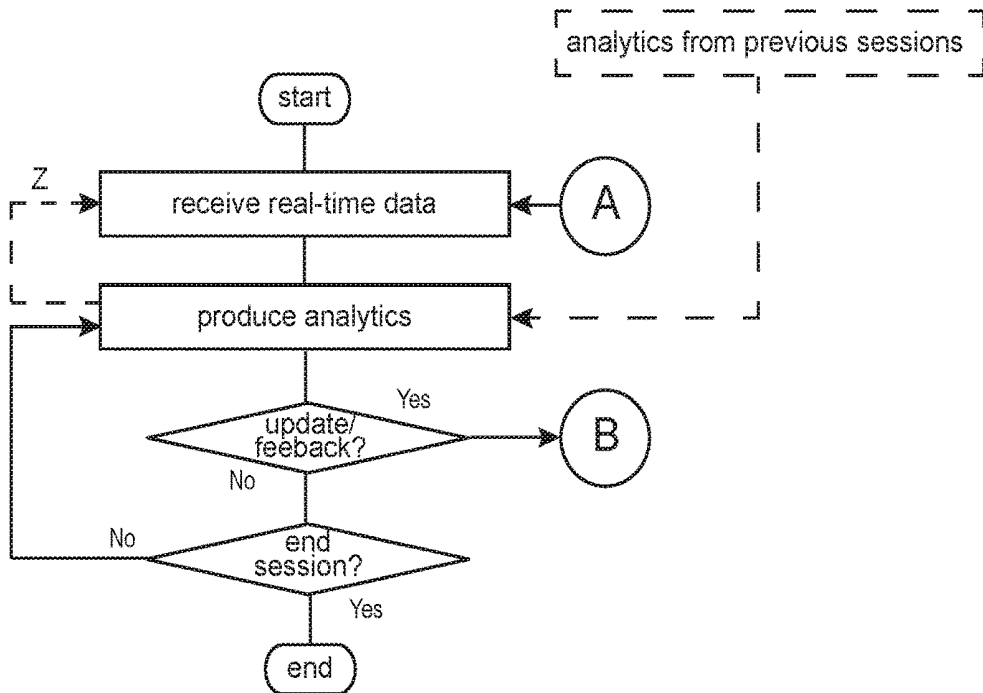 analytics from previous sessions
start
Z
receive real-time data
A
produce analytics
Yes
update/
feeback?
B
No
No
end
session?
Yes
end